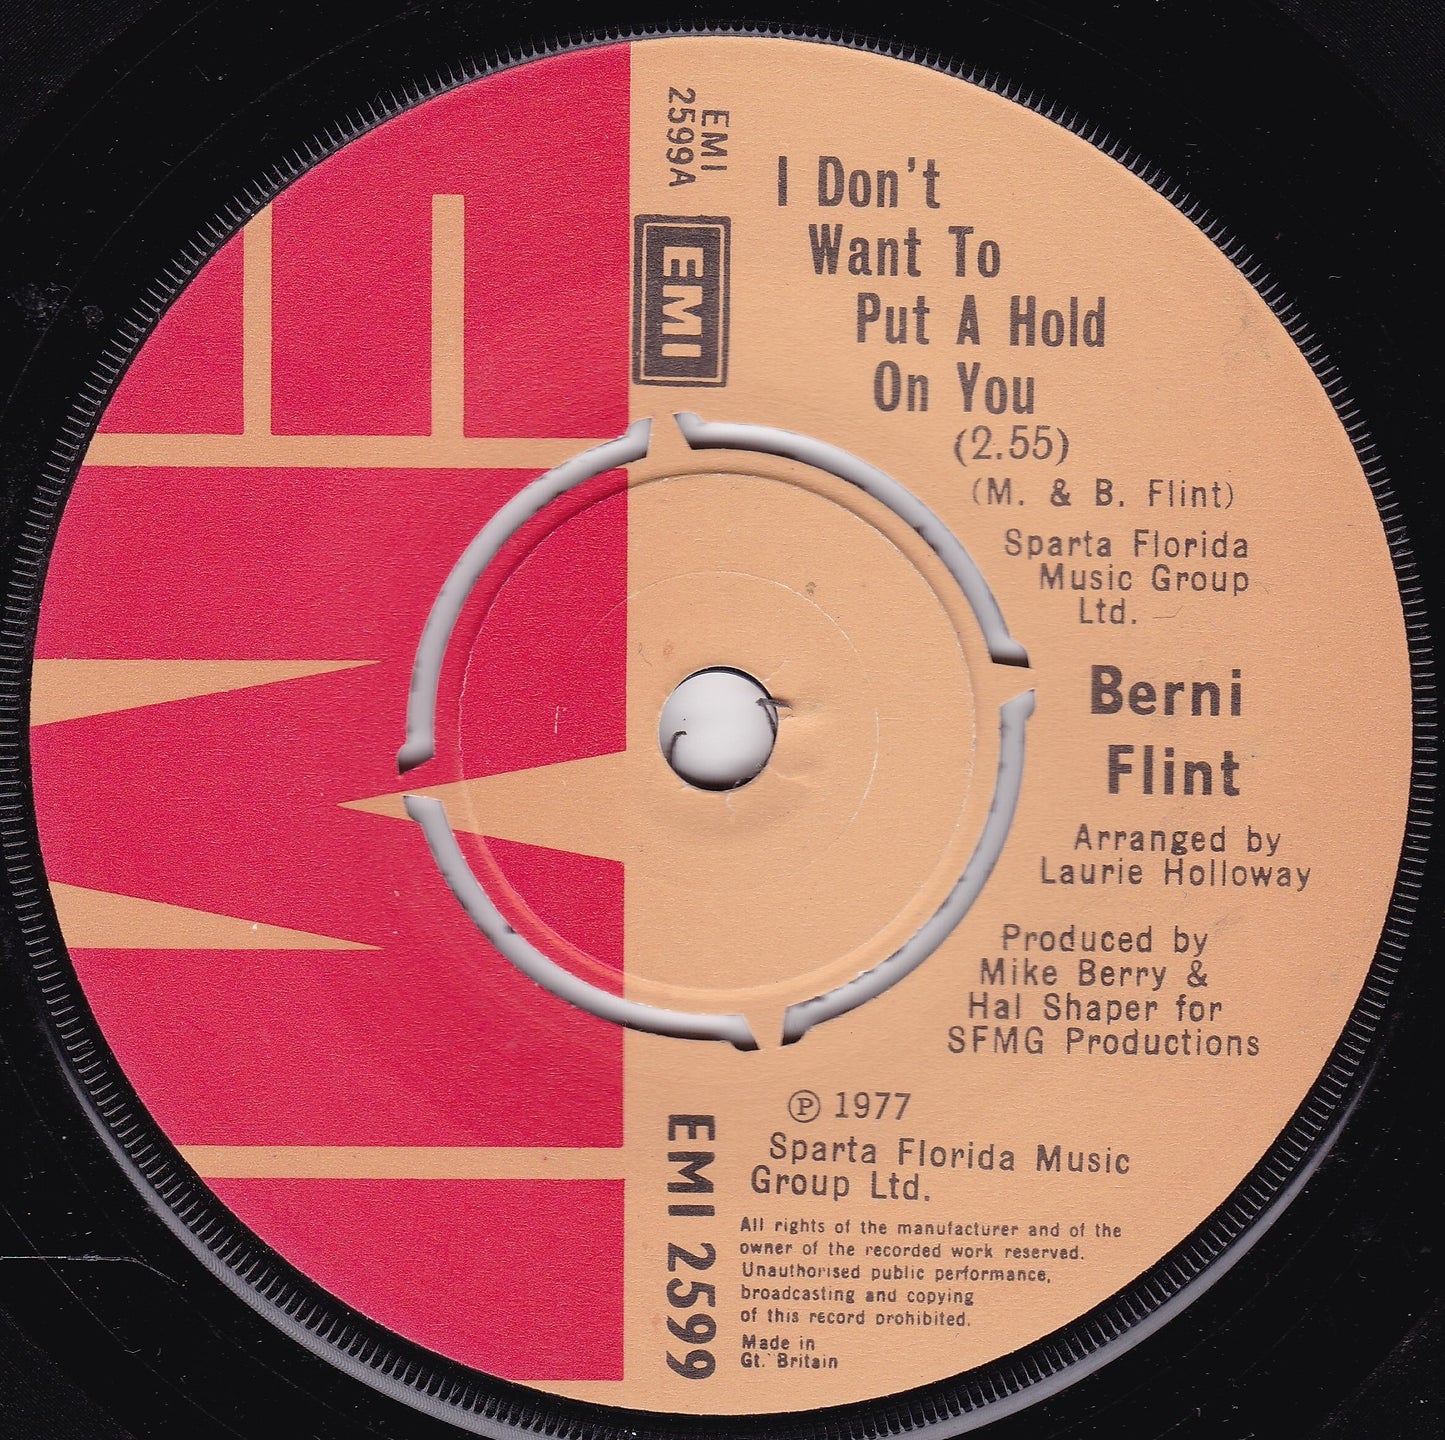 EMI
2599A
EMI
I Don't
Want To
Put A Hold
On You
(2.55)
(M. & B. Flint)
Sparta Florida
Music Group
Ltd.
Berni
Flint
Arranged by
Laurie Holloway
Produced by
Mike Berry &
Hal Shaper for
SFMG Productions
Ⓟ 1977
Sparta Florida Music
Group Ltd.
EMI 2599
All rights of the manufacturer and of the
owner of the recorded work reserved.
Unauthorised public performance,
broadcasting and copying
of this record prohibited.
Made in
Gt. Britain
EMI